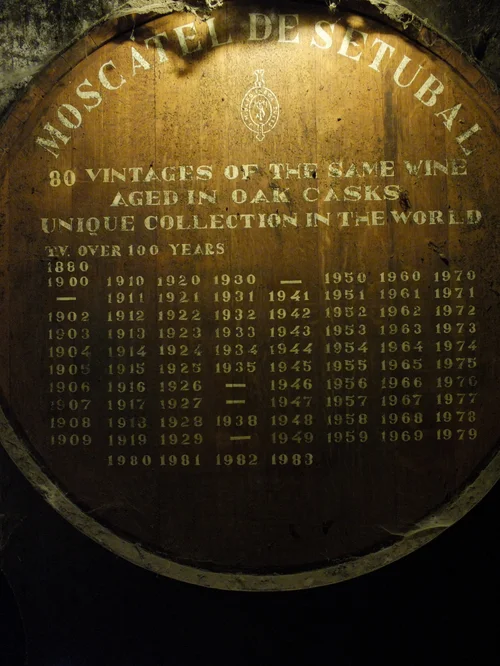 MOSCATEL DE SETUBAL
80 VINTAGES OF THE SAME WINE
AGED IN OAK CASKS
UNIQUE COLLECTION IN THE WORLD
T.V. OVER 100 YEARS
1880
1900 1910 1920 1930 — 1950 1960 1970
— 1911 1921 1931 1941 1951 1961 1971
1902 1912 1922 1932 1942 1952 1962 1972
1903 1913 1923 1933 1943 1953 1963 1973
1904 1914 1924 1934 1944 1954 1964 1974
1905 1915 1925 1935 1945 1955 1965 1975
1906 1916 1926 — 1946 1956 1966 1976
1907 1917 1927 — 1947 1957 1967 1977
1908 1918 1928 1938 1948 1958 1968 1978
1909 1919 1929 — 1949 1959 1969 1979
1980 1981 1982 1983